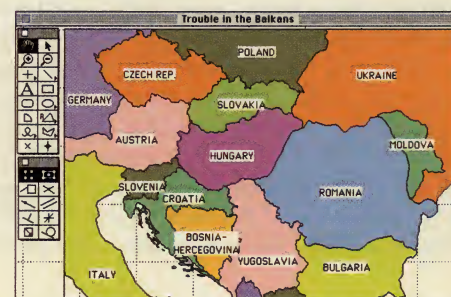 Trouble in the Balkans
POLAND
CZECH REP.
UKRAINE
GERMANY
SLOVAKIA
AUSTRIA
MOLDOVA
HUNGARY
SLOVENIA
CROATIA
ROMANIA
BOSNIA-
HERCEGOVINA
YUGOSLAVIA
BULGARIA
ITALY